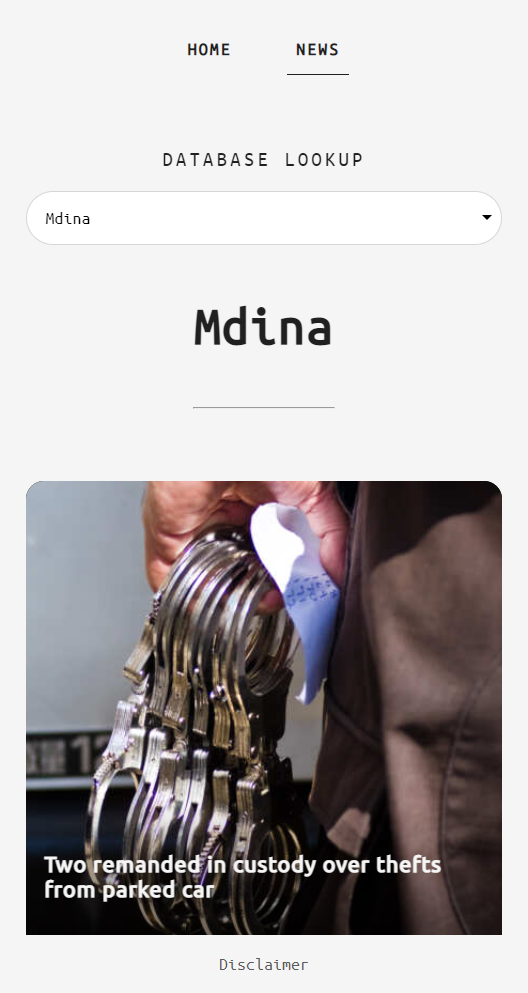 HOME NEWS
DATABASE LOOKUP
Mdina
Mdina
Two remanded in custody over thefts
from parked car
Disclaimer